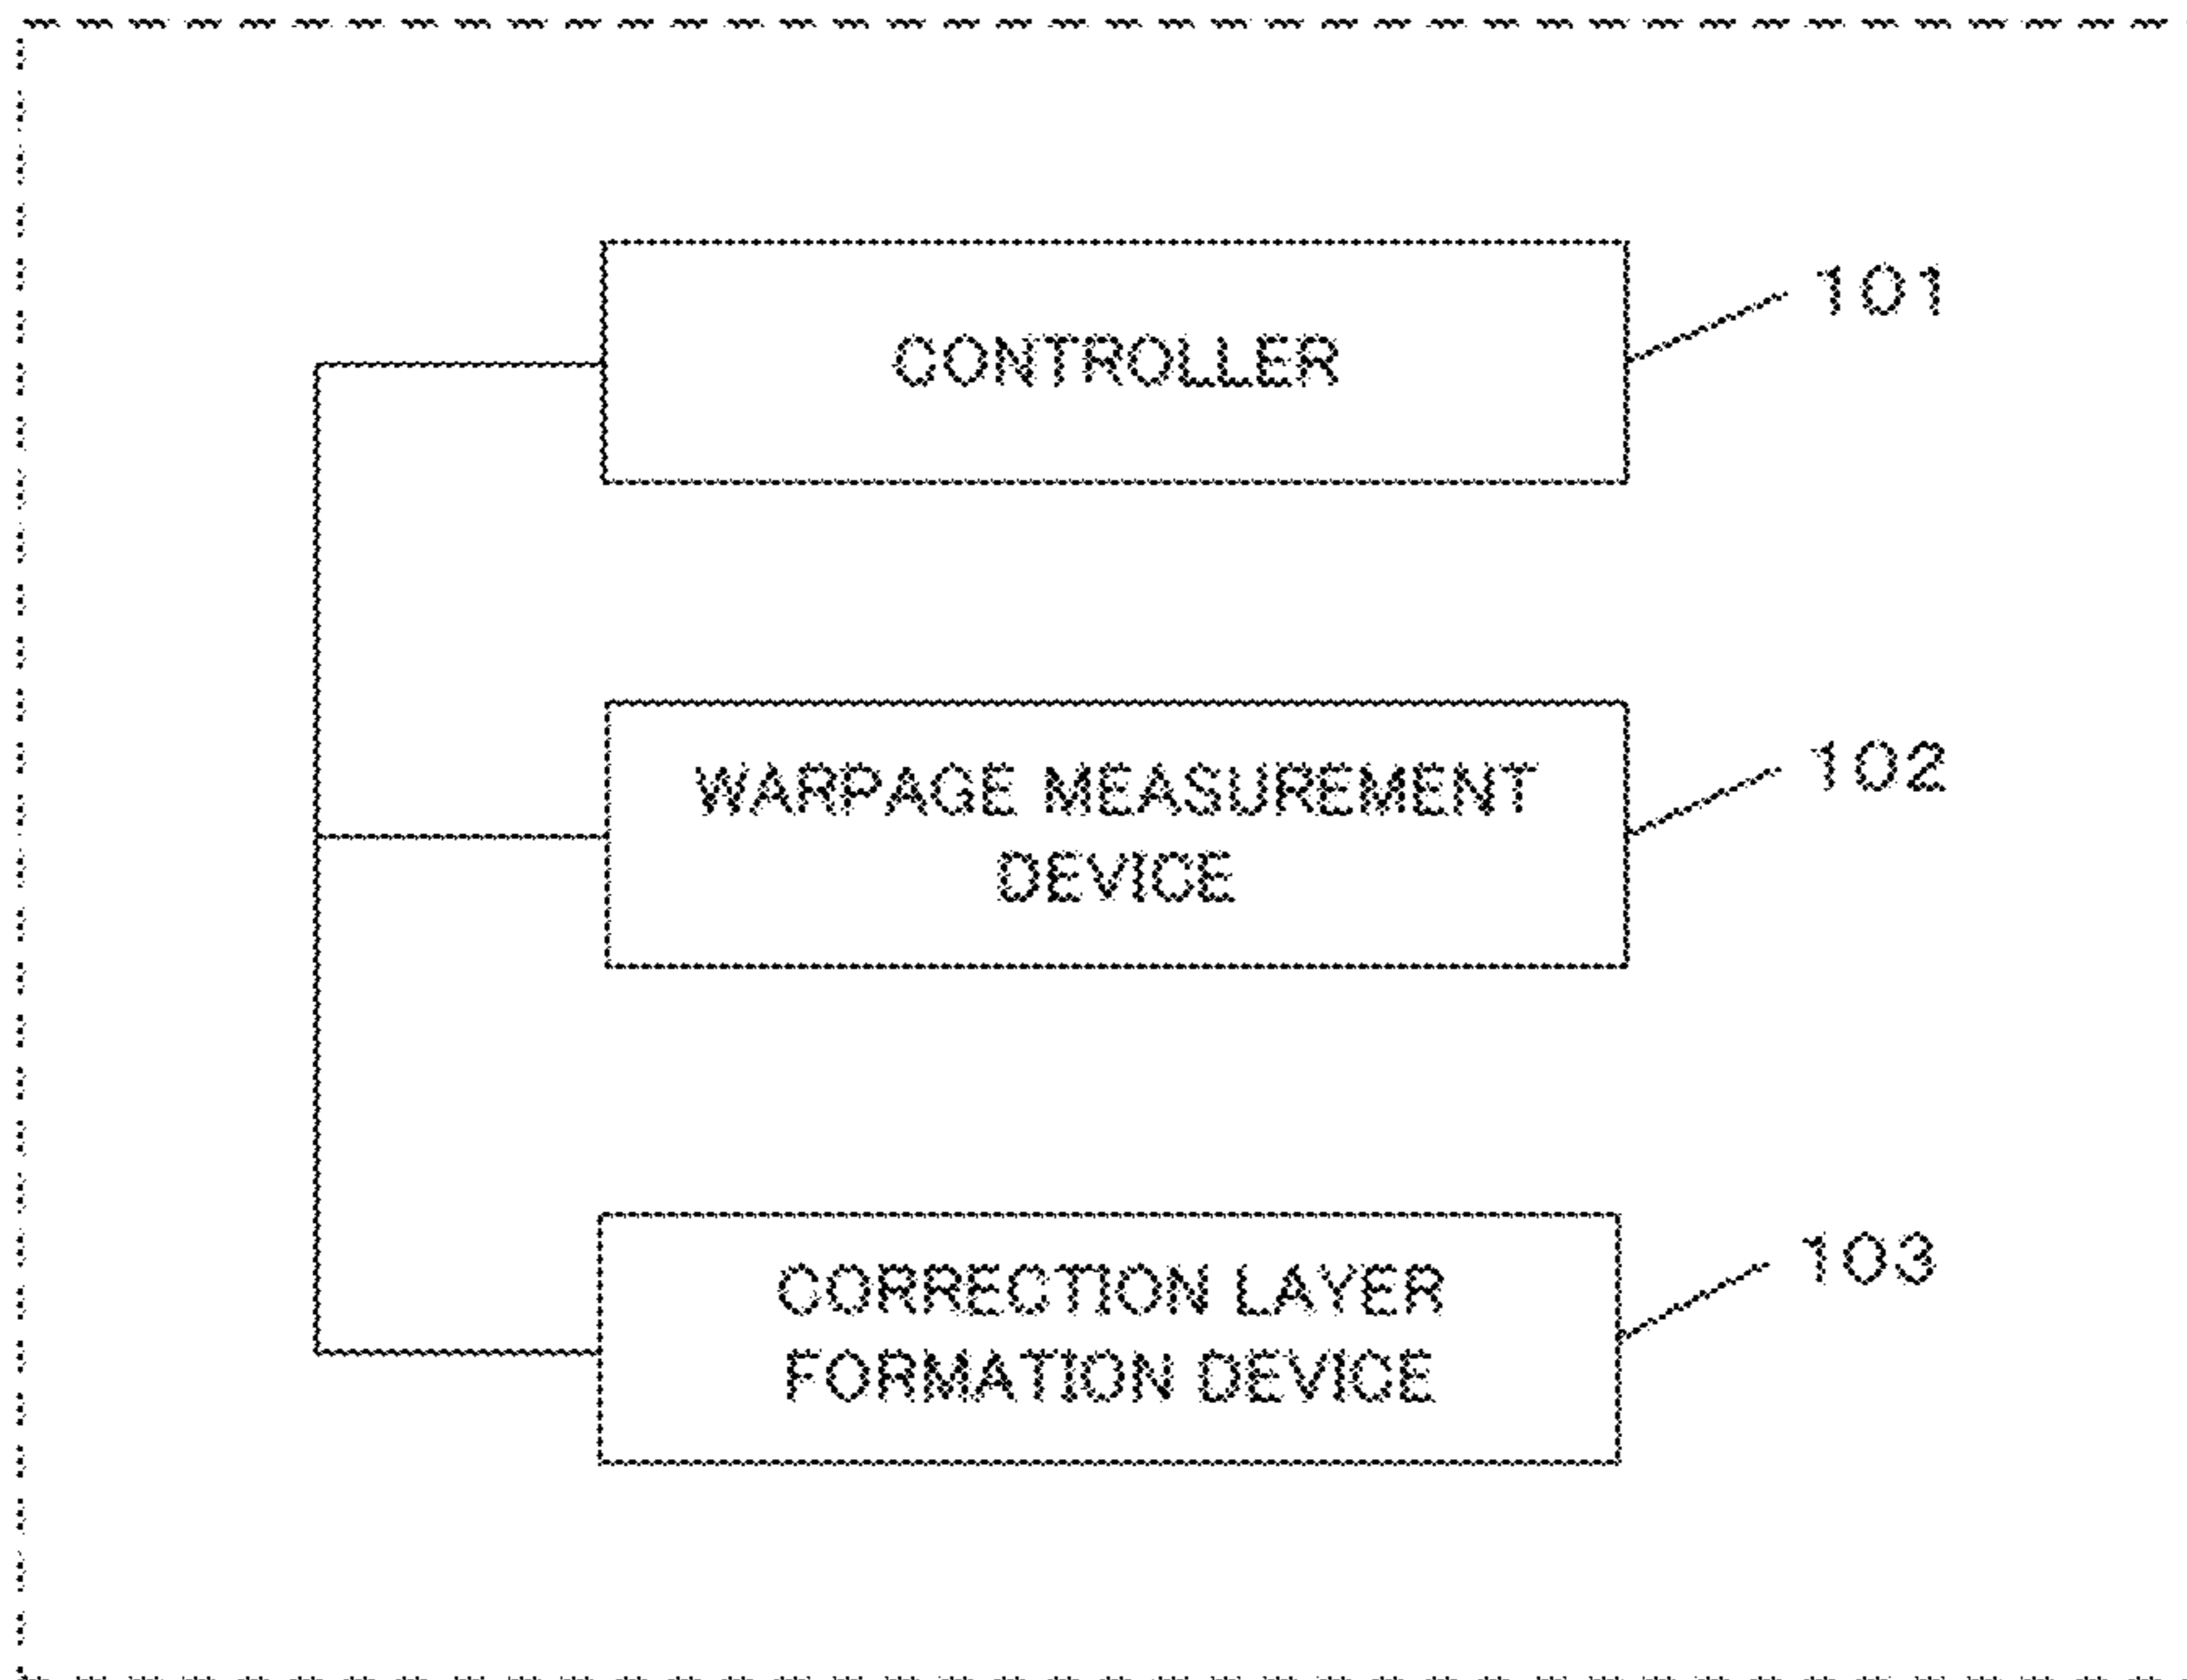 CONTROLLER
101
WARPAGE MEASUREMENT
DEVICE
102
CORRECTION LAYER
FORMATION DEVICE
103